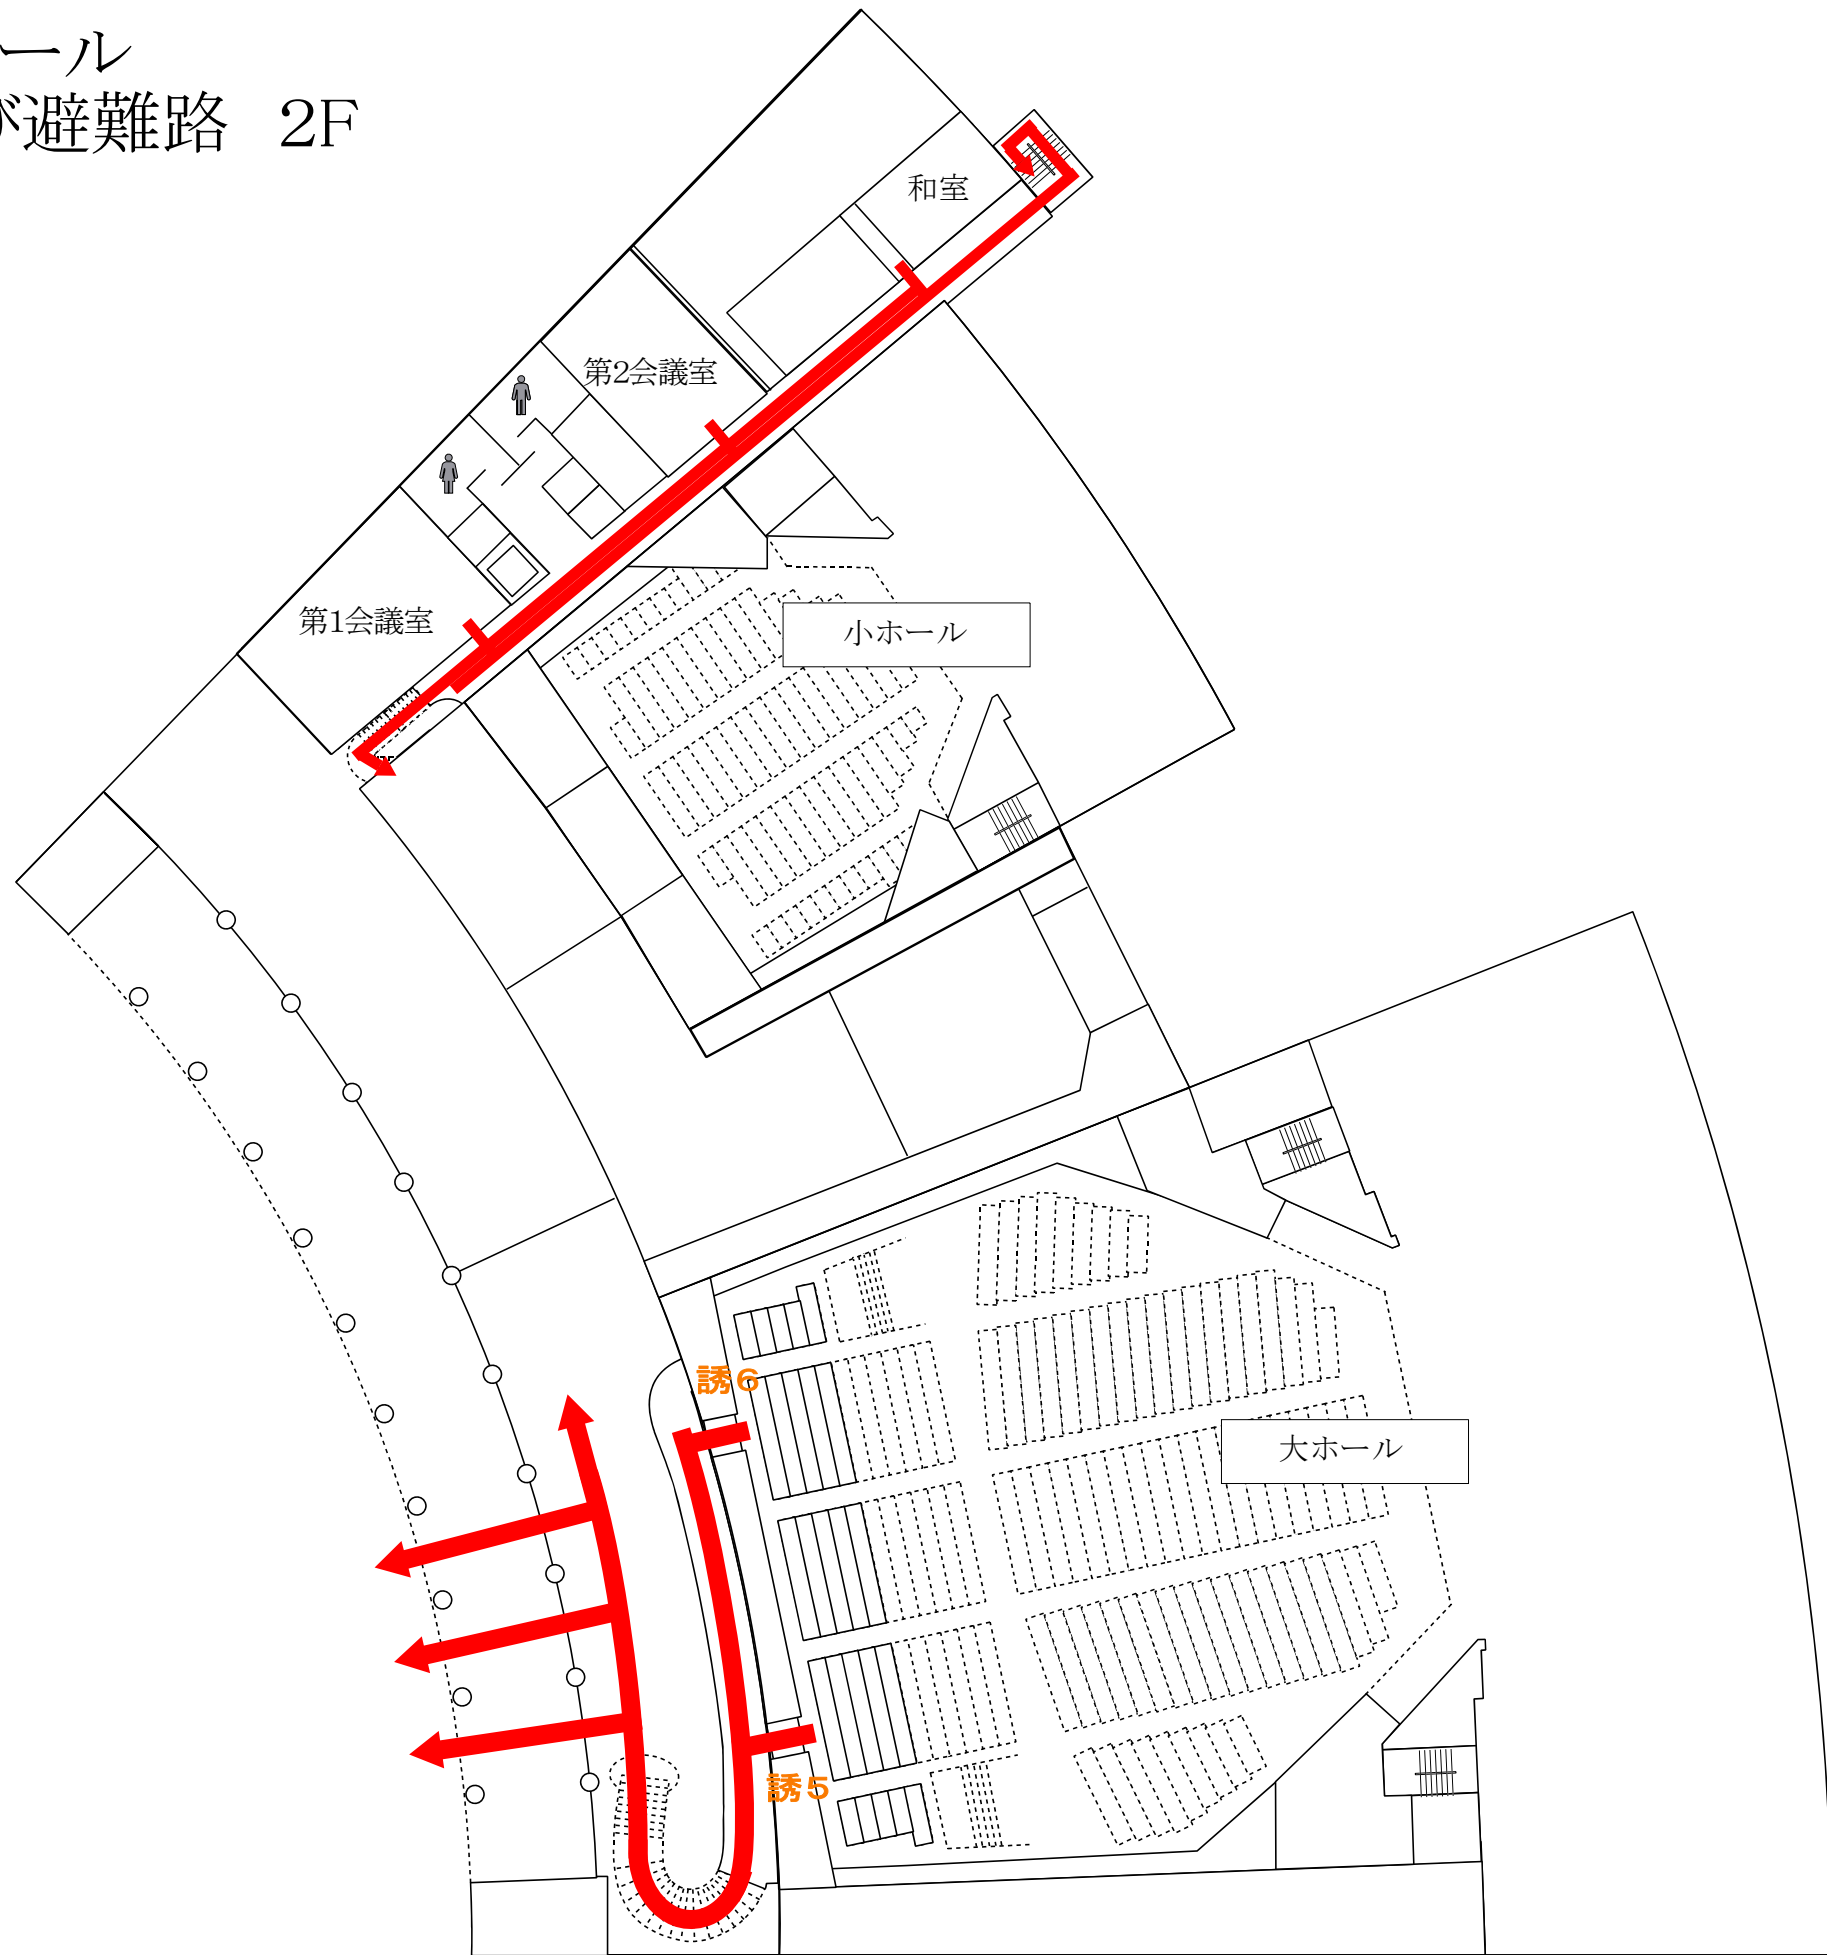 ール
び避難路　２Ｆ
和室
第2会議室
第1会議室
小ホール
誘６
大ホール
誘５